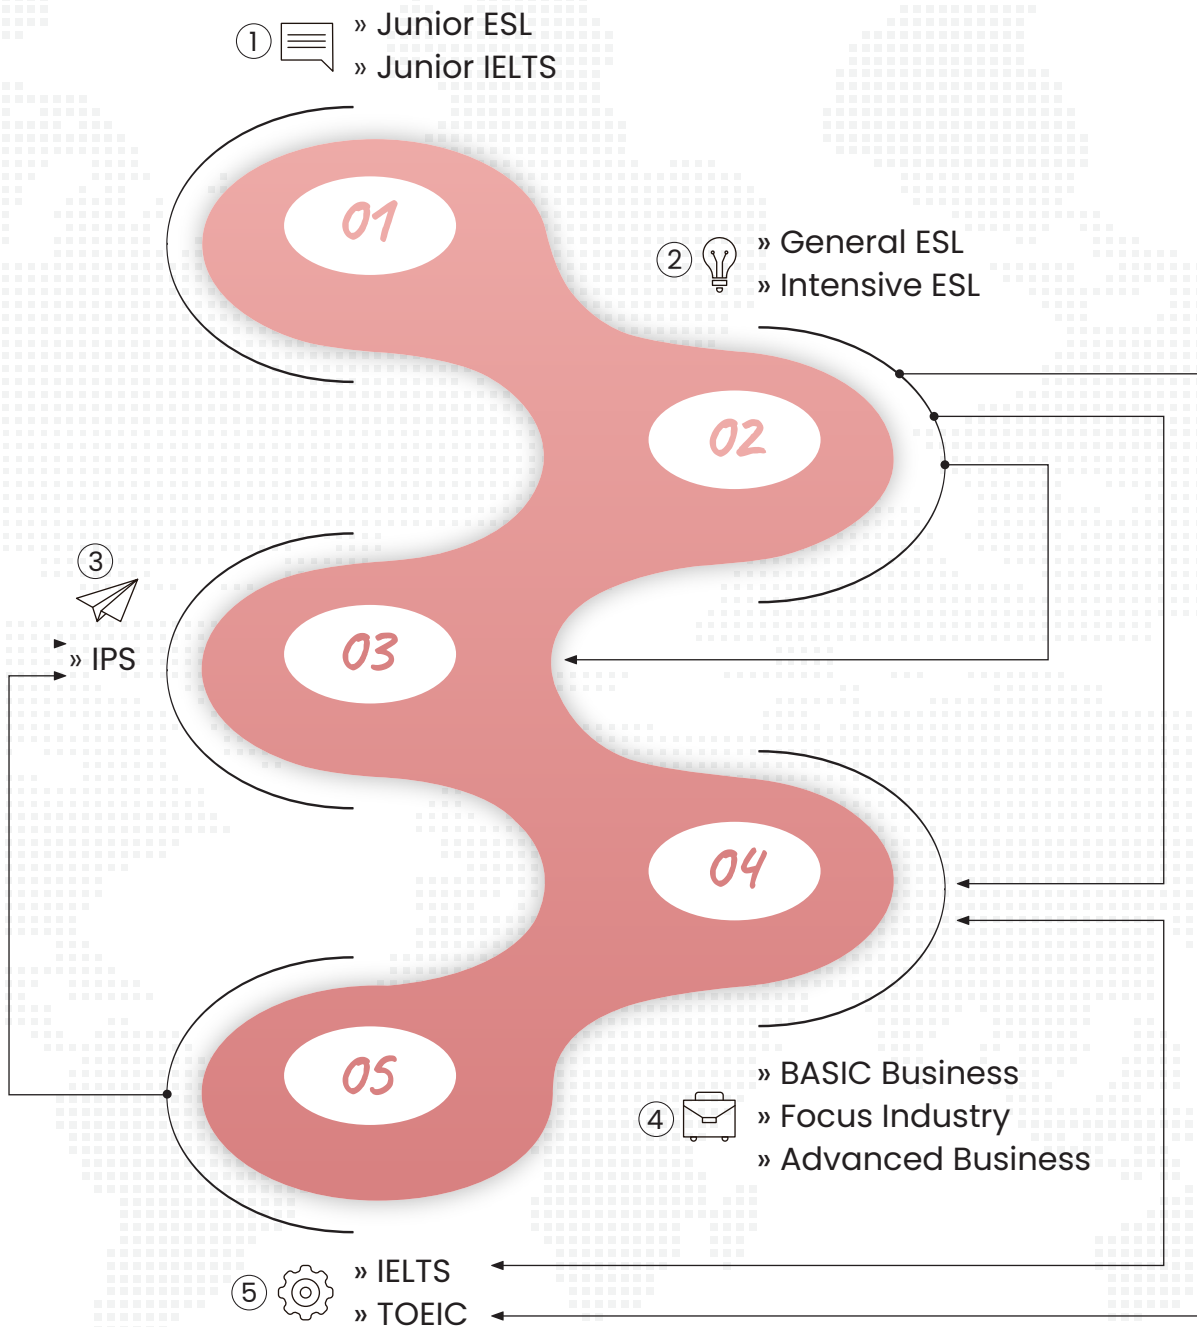 ① » Junior ESL
» Junior IELTS
01
② » General ESL
» Intensive ESL
02
③
» IPS
03
04
④ » BASIC Business
» Focus Industry
» Advanced Business
05
⑤ » IELTS
» TOEIC